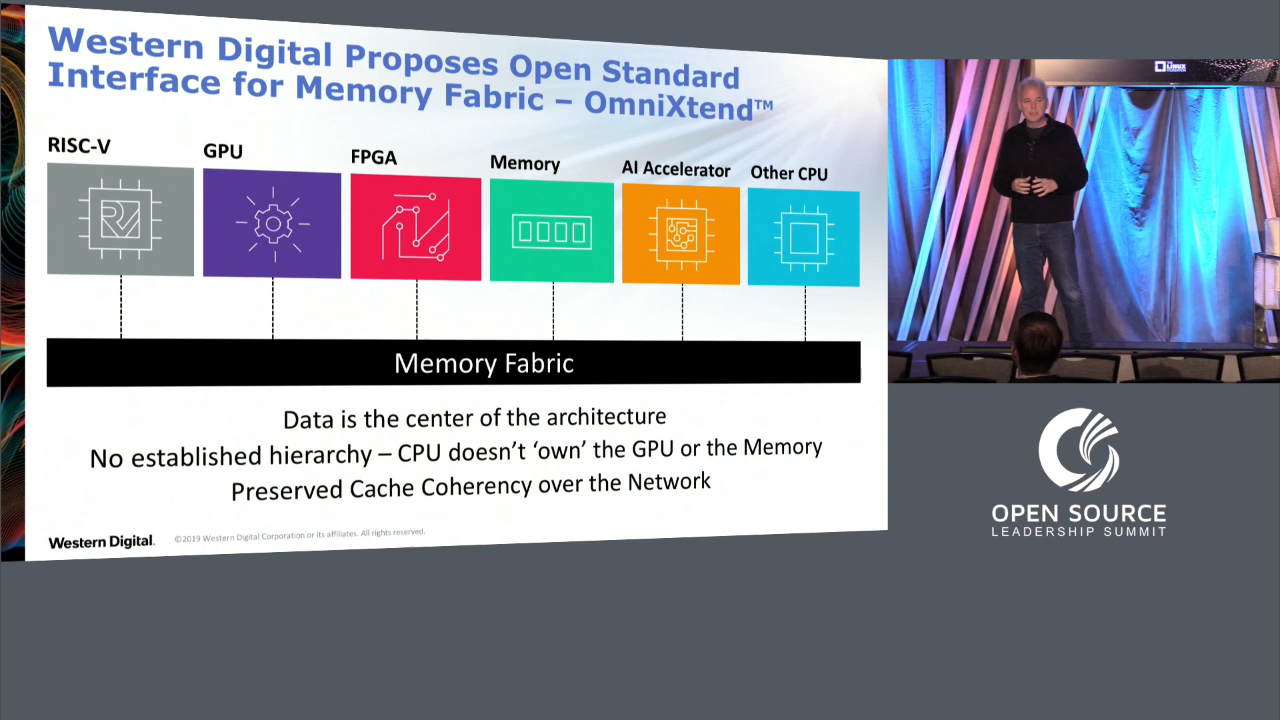 Western Digital Proposes Open Standard
Interface for Memory Fabric – OmniXtend™
RISC-V
GPU
FPGA
Memory
AI Accelerator
Other CPU
Memory Fabric
Data is the center of the architecture
No established hierarchy – CPU doesn't 'own' the GPU or the Memory
Preserved Cache Coherency over the Network
Western Digital.
©2019 Western Digital Corporation or its affiliates. All rights reserved.
THE
LINUX
FOUNDATION
OPEN SOURCE
LEADERSHIP SUMMIT